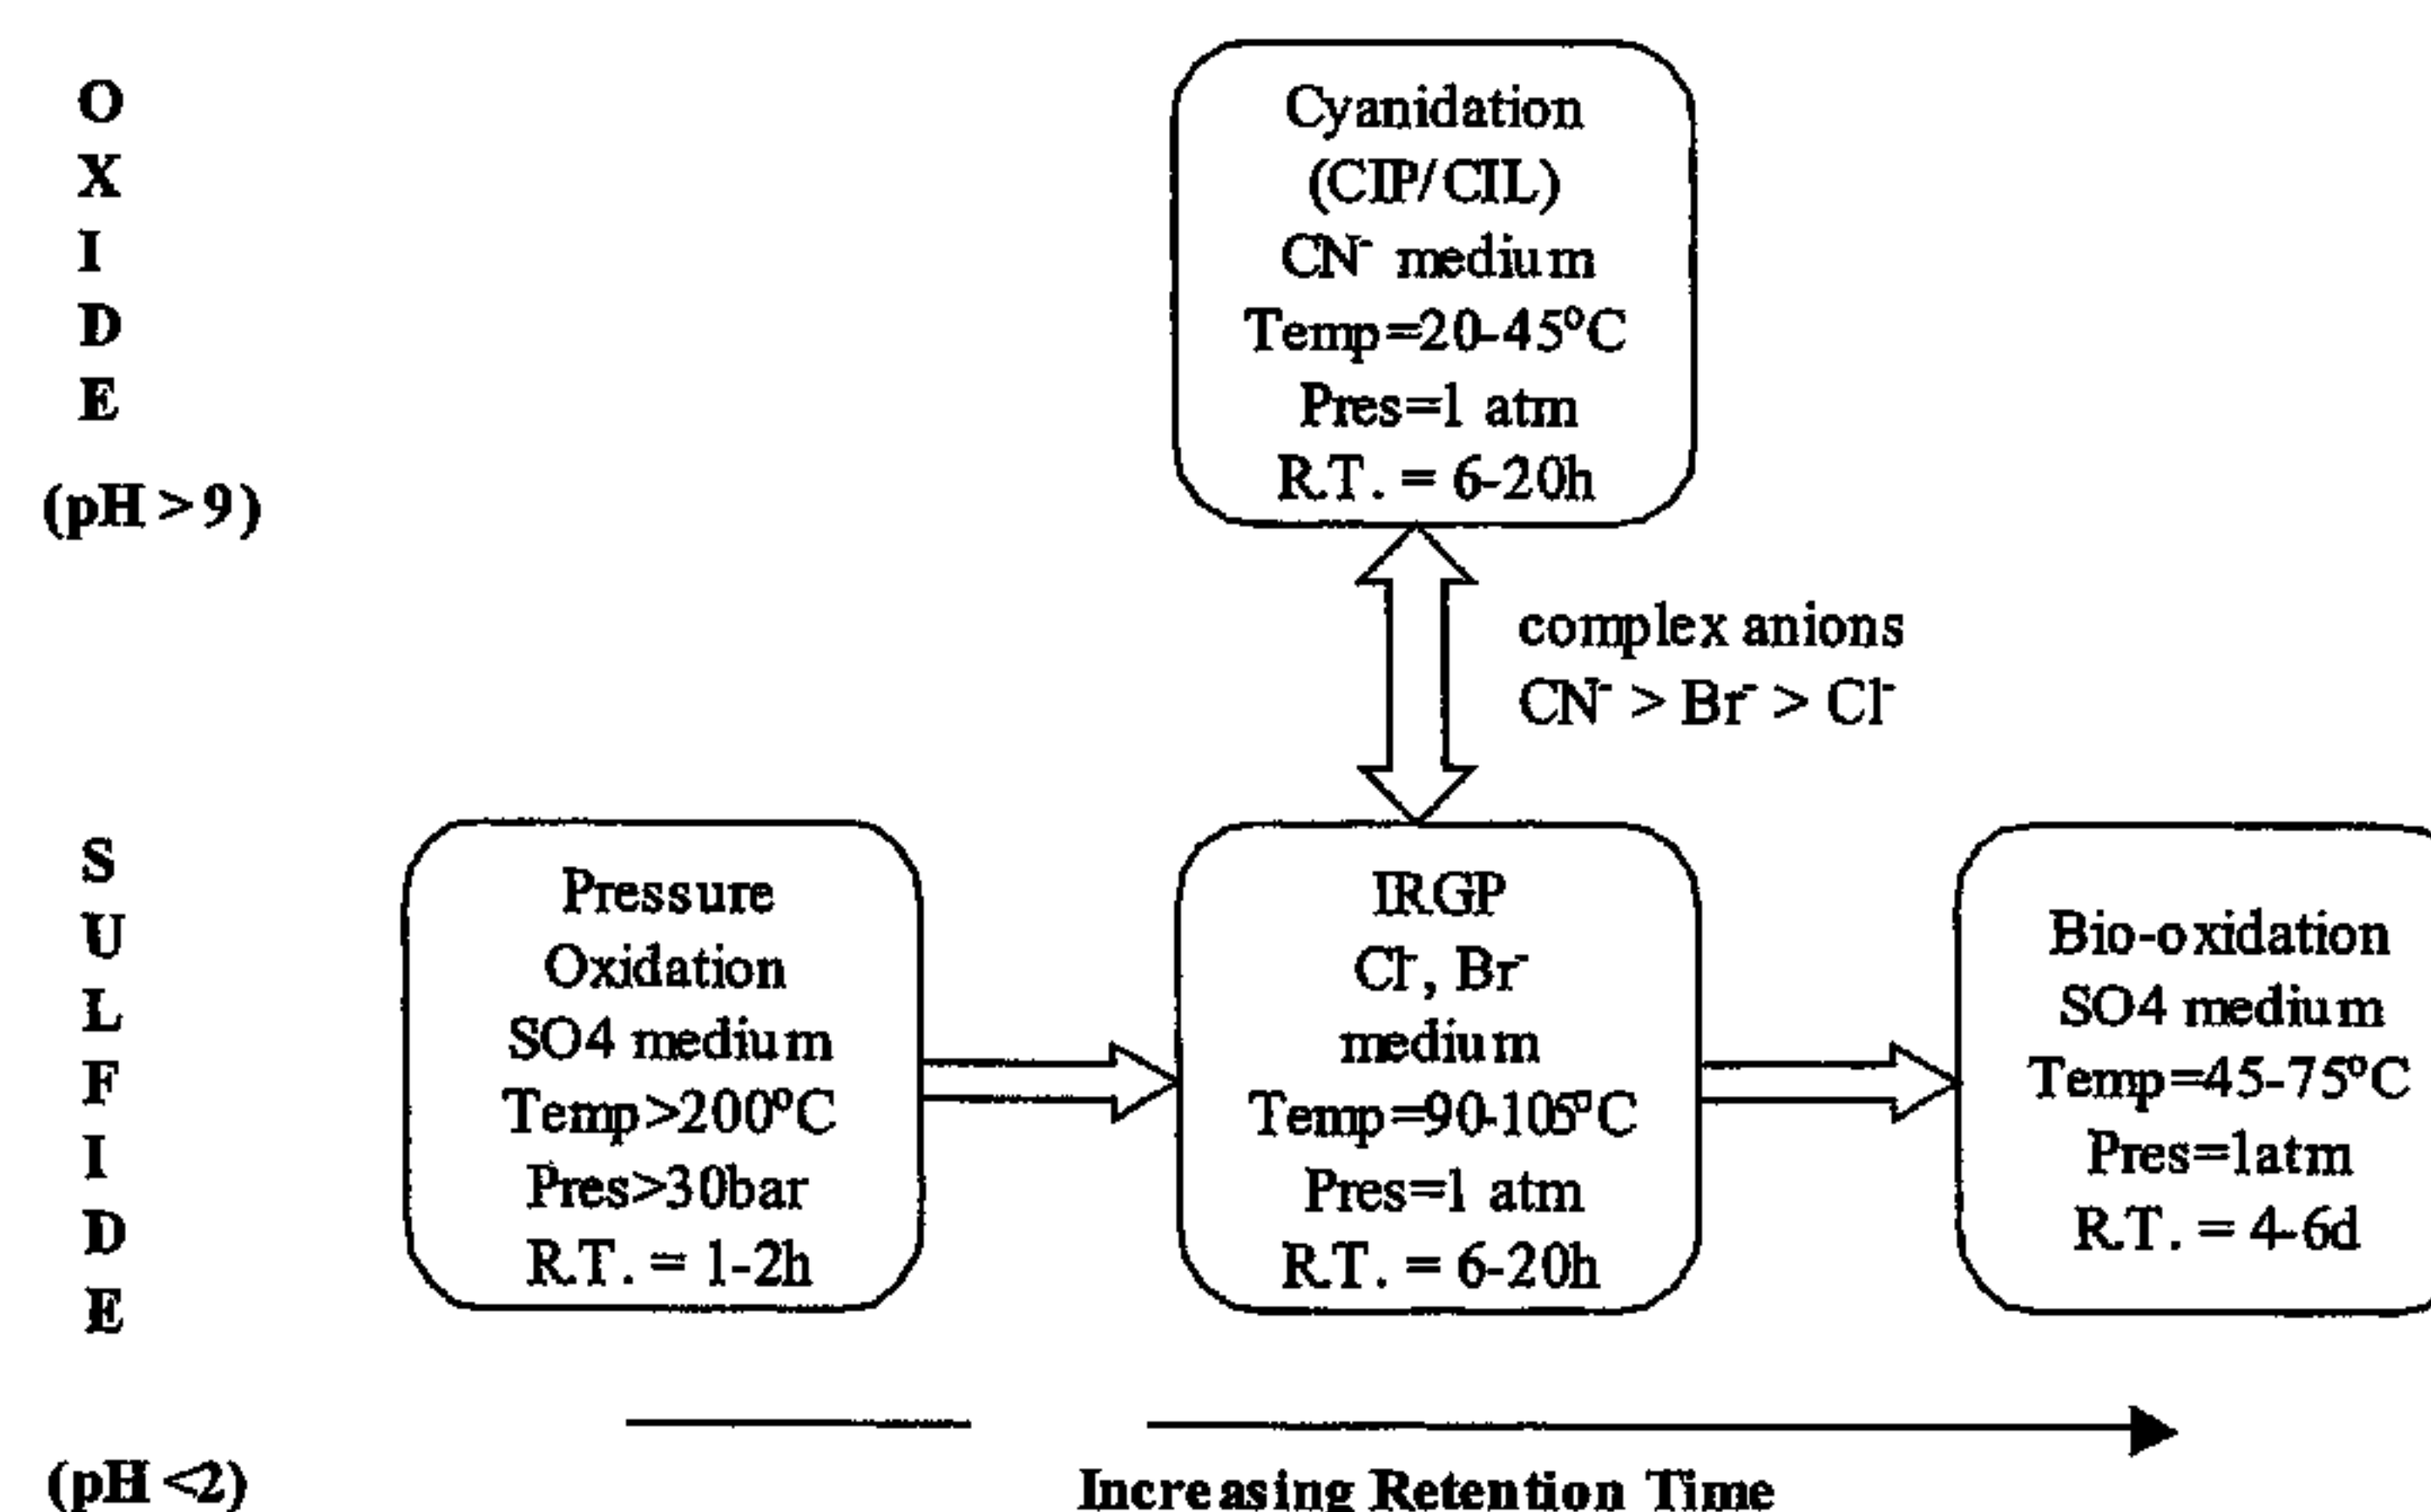 OXIDE
(pH > 9)
Cyanidation
(CIP/CIL)
CN⁻ medium
Temp=20-45°C
Pres=1 atm
R.T. = 6-20h
complex anions
CN⁻ > Br⁻ > Cl⁻
SULFIDE
(pH <2)
Pressure
Oxidation
SO4 medium
Temp>200°C
Pres>30bar
R.T. = 1-2h
IRGP
Cl⁻, Br⁻
medium
Temp=90-105°C
Pres=1 atm
R.T. = 6-20h
Bio-oxidation
SO4 medium
Temp=45-75°C
Pres=1atm
R.T. = 4-6d
Increasing Retention Time